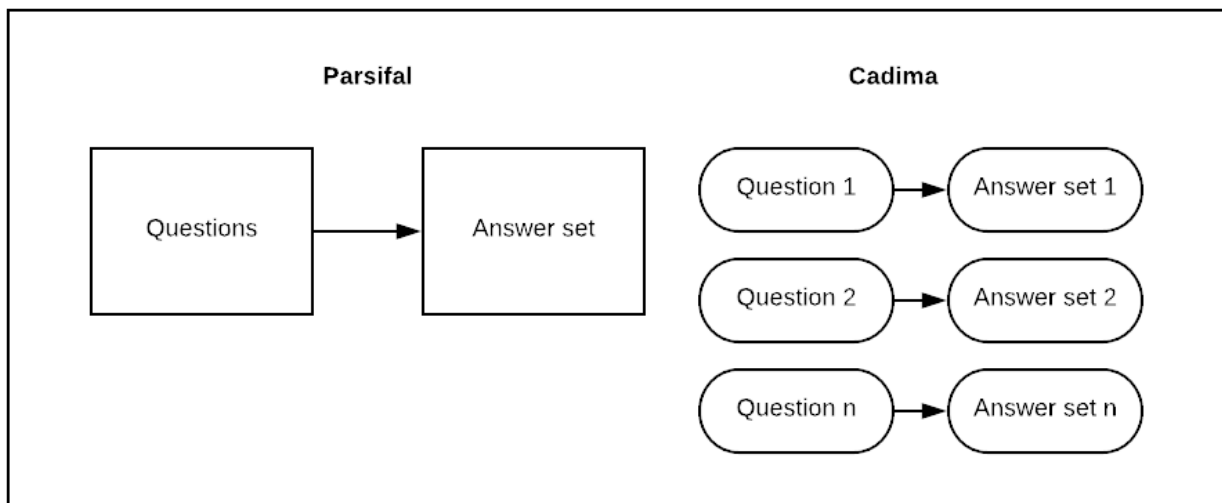 Parsifal
Cadima
Questions
Answer set
Question 1
Answer set 1
Question 2
Answer set 2
Question n
Answer set n